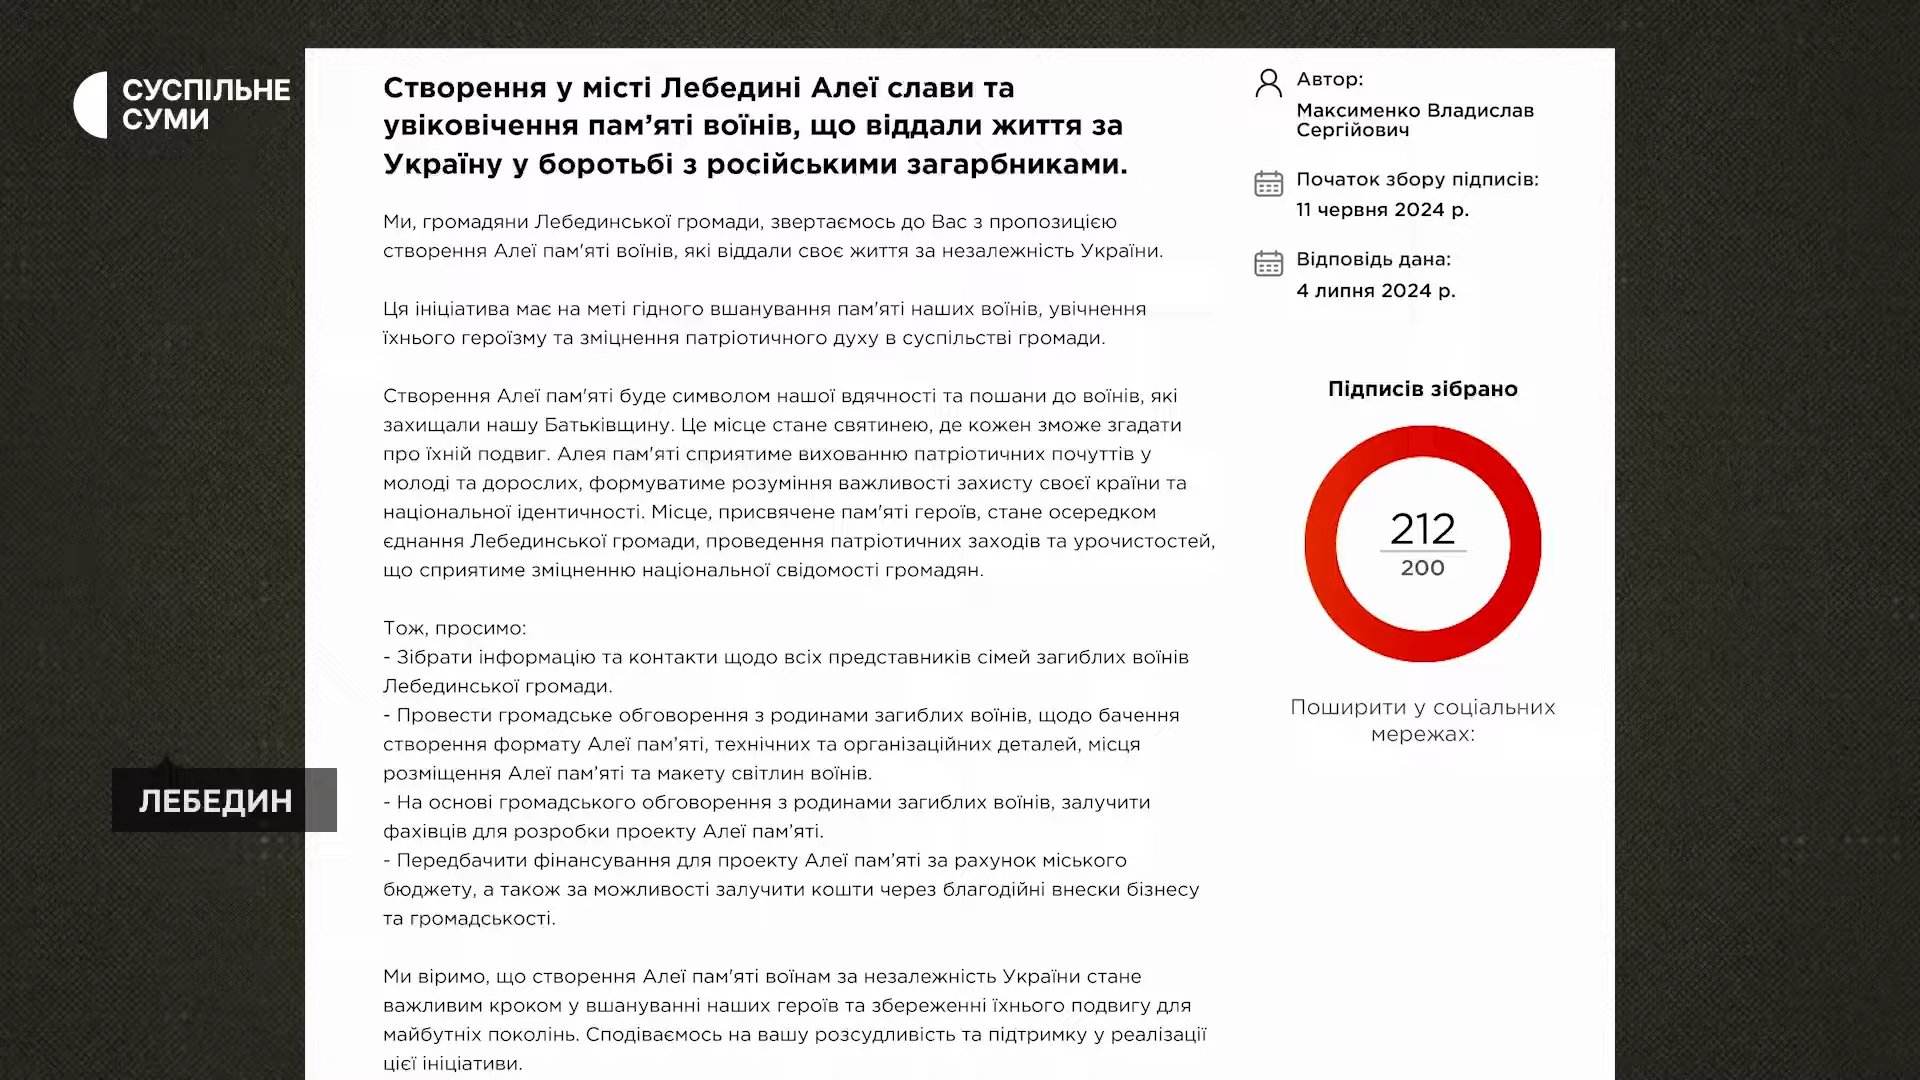 СУСПІЛЬНЕ
СУМИ
Створення у місті Лебедині Алеї слави та
увіковічення пам’яті воїнів, що віддали життя за
Україну у боротьбі з російськими загарбниками.
Ми, громадяни Лебединської громади, звертаємось до Вас з пропозицією
створення Алеї пам'яті воїнів, які віддали своє життя за незалежність України.
Ця ініціатива має на меті гідного вшанування пам'яті наших воїнів, увічнення
їхнього героїзму та зміцнення патріотичного духу в суспільстві громади.
Створення Алеї пам'яті буде символом нашої вдячності та пошани до воїнів, які
захищали нашу Батьківщину. Це місце стане святинею, де кожен зможе згадати
про їхній подвиг. Алея пам'яті сприятиме вихованню патріотичних почуттів у
молоді та дорослих, формуватиме розуміння важливості захисту своєї країни та
національної ідентичності. Місце, присвячене пам'яті героїв, стане осередком
єднання Лебединської громади, проведення патріотичних заходів та урочистостей,
що сприятиме зміцненню національної свідомості громадян.
Тож, просимо:
- Зібрати інформацію та контакти щодо всіх представників сімей загиблих воїнів
Лебединської громади.
- Провести громадське обговорення з родинами загиблих воїнів, щодо бачення
створення формату Алеї пам’яті, технічних та організаційних деталей, місця
розміщення Алеї пам’яті та макету світлин воїнів.
- На основі громадського обговорення з родинами загиблих воїнів, залучити
фахівців для розробки проекту Алеї пам’яті.
- Передбачити фінансування для проекту Алеї пам’яті за рахунок міського
бюджету, а також за можливості залучити кошти через благодійні внески бізнесу
та громадськості.
Ми віримо, що створення Алеї пам'яті воїнам за незалежність України стане
важливим кроком у вшануванні наших героїв та збереженні їхнього подвигу для
майбутніх поколінь. Сподіваємось на вашу розсудливість та підтримку у реалізації
цієї ініціативи.
Автор:
Максименко Владислав
Сергійович
Початок збору підписів:
11 червня 2024 р.
Відповідь дана:
4 липня 2024 р.
Підписів зібрано
212
200
Поширити у соціальних
мережах:
ЛЕБЕДИН